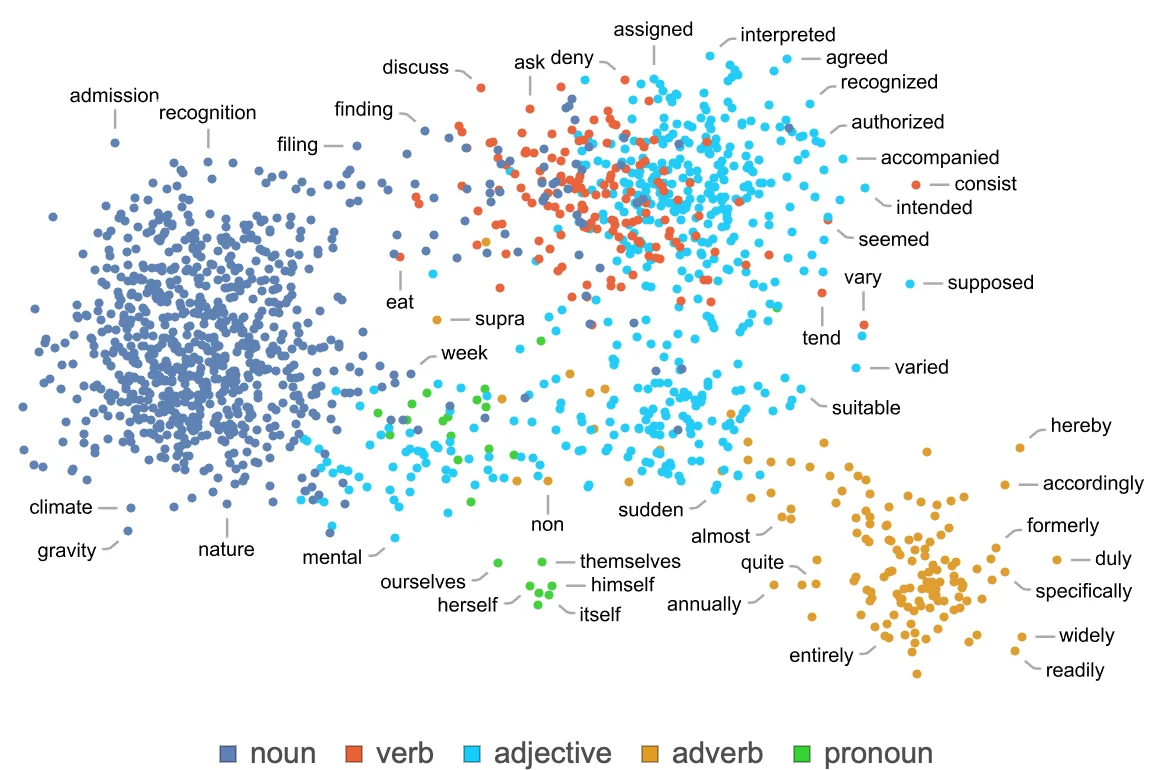 assigned
interpreted
discuss
ask
deny
agreed
recognized
admission
recognition
finding
filing
authorized
accompanied
consist
intended
seemed
eat
supra
vary
supposed
tend
week
varied
suitable
hereby
accordingly
climate
gravity
nature
mental
non
sudden
almost
formerly
ourselves
themselves
himself
herself
itself
quite
annually
duly
specifically
entirely
widely
readily
noun verb adjective adverb pronoun